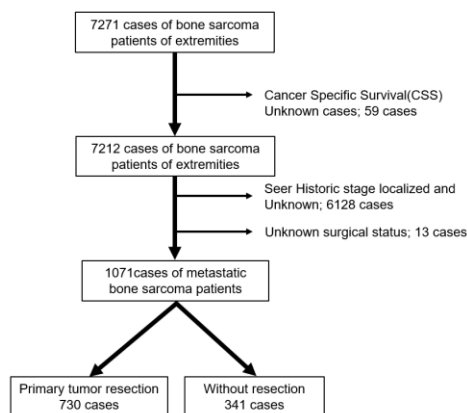 7271 cases of bone sarcoma
patients of extremities
Cancer Specific Survival(CSS)
Unknown cases; 59 cases
7212 cases of bone sarcoma
patients of extremities
Seer Historic stage localized and
Unknown; 6128 cases
Unknown surgical status; 13 cases
1071cases of metastatic
bone sarcoma patients
Primary tumor resection
730 cases
Without resection
341 cases